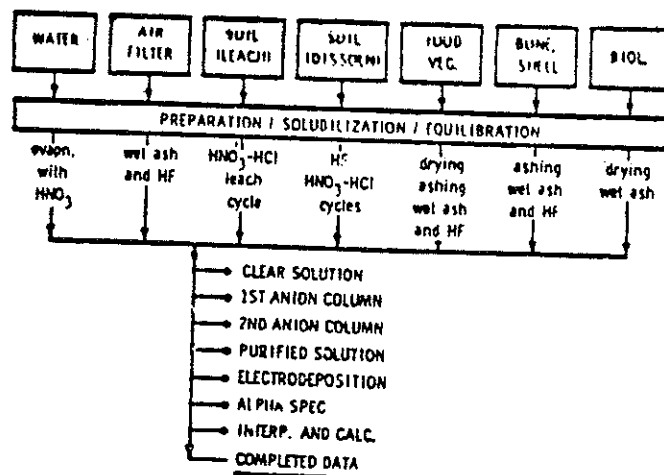 WATER
AIR
FILTER
SOIL
(LEACH)
SOIL
(DISSOLN)
FOOD
VEG.
BONE,
SHELL
BIOL.
PREPARATION / SOLUBILIZATION / EQUILIBRATION
evapn.
with
HNO3
wet ash
and HF
HNO3-HCl
leach
cycle
HF
HNO3-HCl
cycles
drying
ashing
wet ash
and HF
ashing
wet ash
and HF
drying
wet ash
CLEAR SOLUTION
1ST ANION COLUMN
2ND ANION COLUMN
PURIFIED SOLUTION
ELECTRODEPOSITION
ALPHA SPEC
INTERP. AND CALC.
COMPLETED DATA